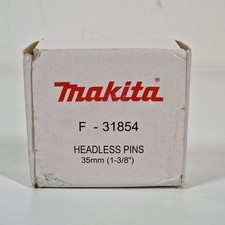 makita
F - 31854
HEADLESS PINS
35mm (1-3/8")